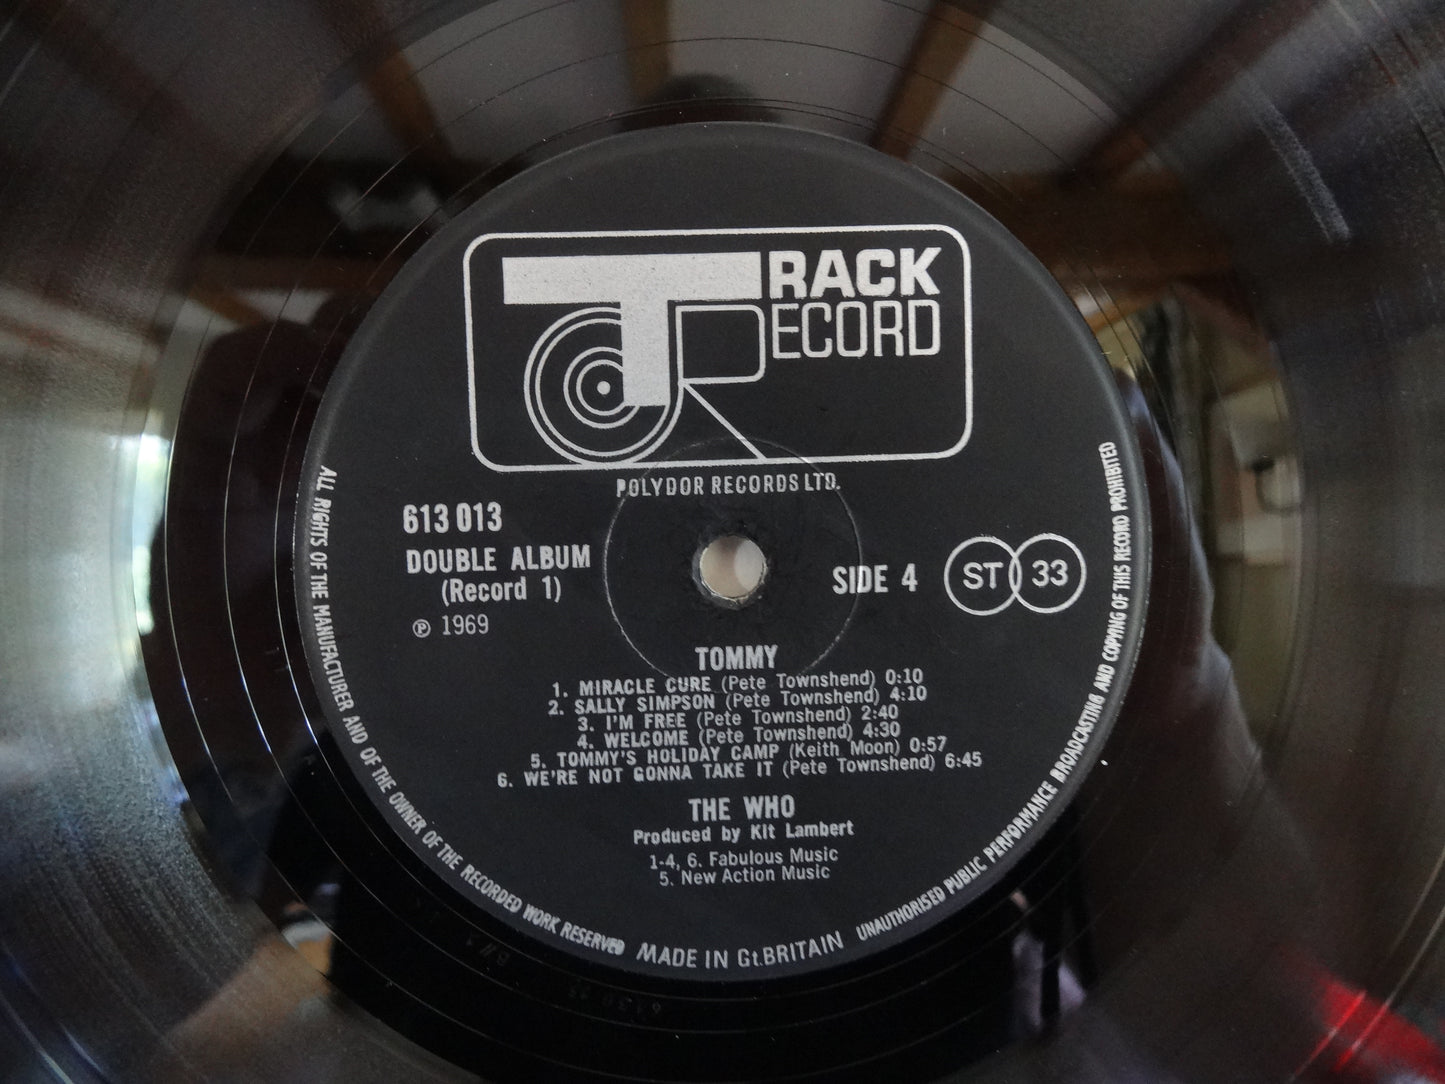 TRACK
RECORD
POLYDOR RECORDS LTD.
613 013
DOUBLE ALBUM
(Record 1)
℗ 1969
SIDE 4
ST 33
TOMMY
1. MIRACLE CURE (Pete Townshend) 0:10
2. SALLY SIMPSON (Pete Townshend) 4:10
3. I'M FREE (Pete Townshend) 2:40
4. WELCOME (Pete Townshend) 4:30
5. TOMMY'S HOLIDAY CAMP (Keith Moon) 0:57
6. WE'RE NOT GONNA TAKE IT (Pete Townshend) 6:45
THE WHO
Produced by Kit Lambert
1-4, 6. Fabulous Music
5. New Action Music
ALL RIGHTS OF THE MANUFACTURER AND OF THE OWNER OF THE RECORDED WORK RESERVED MADE IN Gt.BRITAIN UNAUTHORISED PUBLIC PERFORMANCE BROADCASTING AND COPYING OF THIS RECORD PROHIBITED